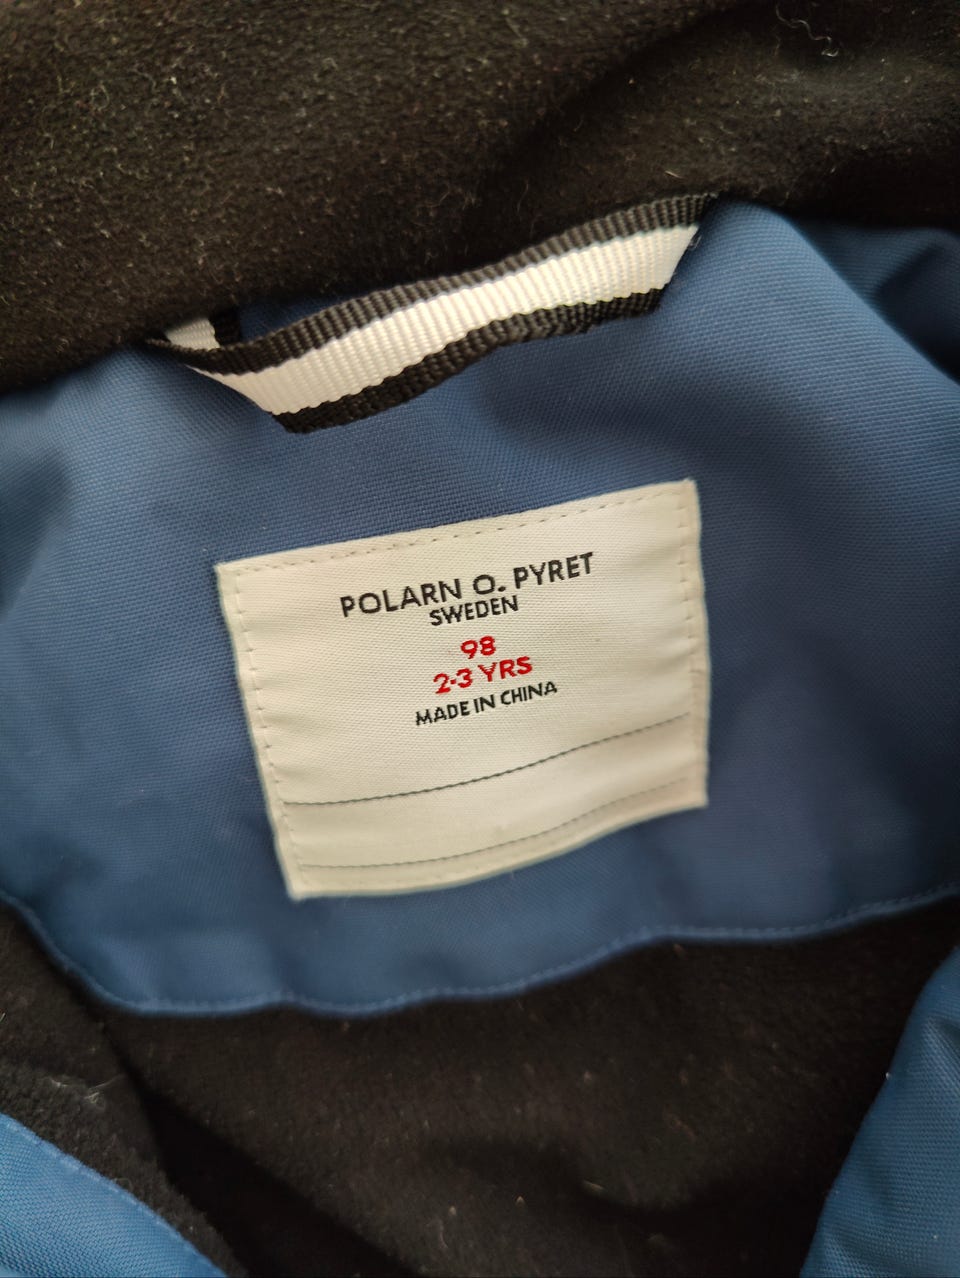 POLARN O. PYRET
SWEDEN
98
2-3 YRS
MADE IN CHINA